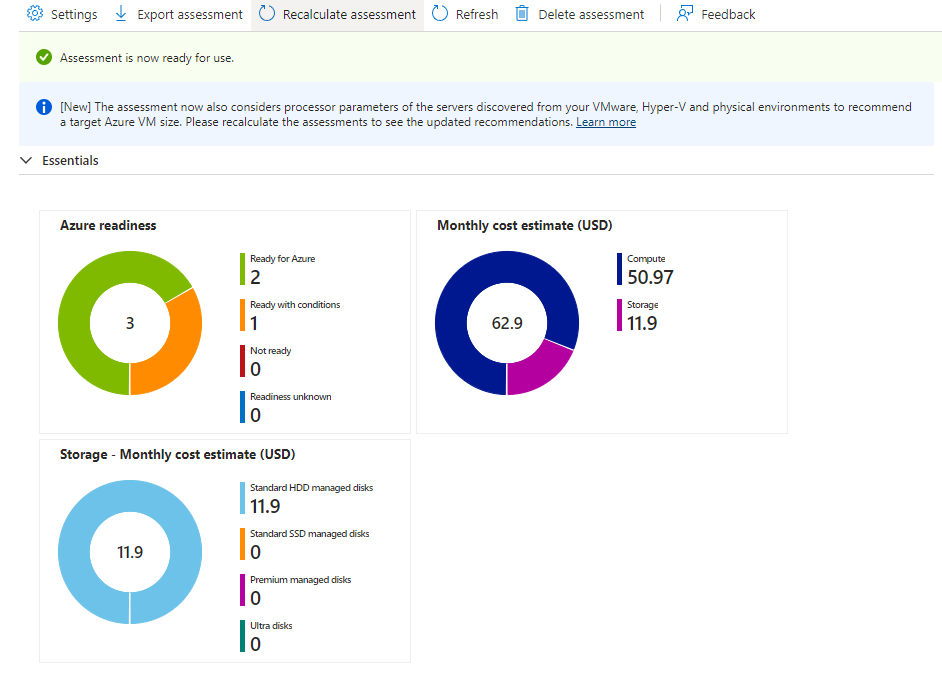 Settings Export assessment Recalculate assessment Refresh Delete assessment Feedback
Assessment is now ready for use.
[New] The assessment now also considers processor parameters of the servers discovered from your VMware, Hyper-V and physical environments to recommend
a target Azure VM size. Please recalculate the assessments to see the updated recommendations. Learn more
Essentials
Azure readiness
3
Ready for Azure
2
Ready with conditions
1
Not ready
0
Readiness unknown
0
Monthly cost estimate (USD)
62.9
Compute
50.97
Storage
11.9
Storage - Monthly cost estimate (USD)
11.9
Standard HDD managed disks
11.9
Standard SSD managed disks
0
Premium managed disks
0
Ultra disks
0